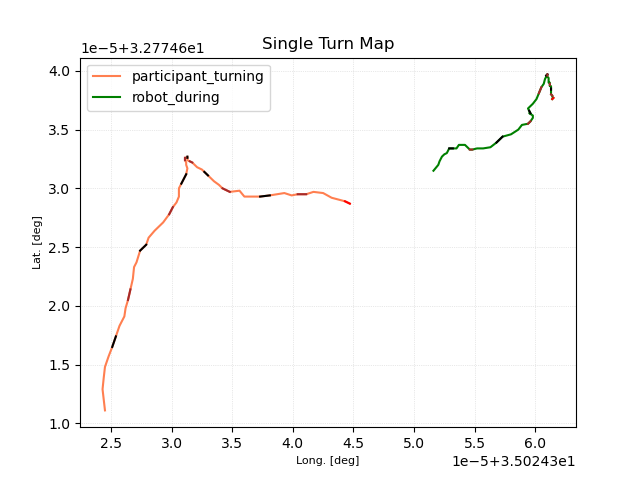 1e−5+3.27746e1
Single Turn Map
participant_turning
robot_during
4.0
3.5
3.0
2.5
2.0
1.5
1.0
Lat. [deg]
2.5 3.0 3.5 4.0 4.5 5.0 5.5 6.0
Long. [deg]
1e−5+3.50243e1